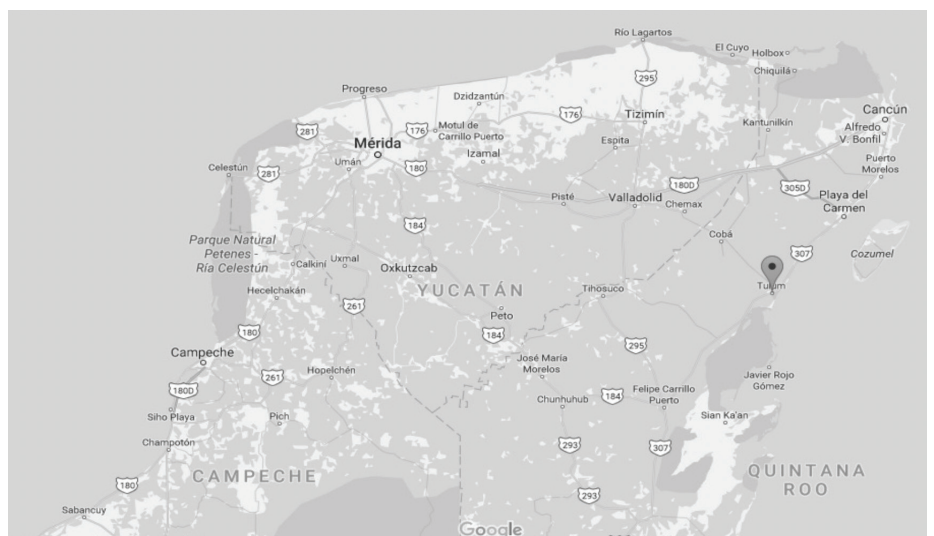 Río Lagartos
El Cuyo
Holbox
Chiquilá
295
Progreso
Dzidzantún
Cancún
176
Tizimín
Kantunilkín
Alfredo
V. Bonfil
281
176
Motul de
Carrillo Puerto
Mérida
Espita
Izamal
Umán
180
Puerto
Morelos
Celestún
281
180D
305D
Pisté
Valladolid
Chemax
Playa del
Carmen
184
Cobá
Parque Natural
Petenes -
Ría Celestún
Uxmal
Calkiní
Oxkutzcab
307
Cozumel
Hecelchakán
YUCATÁN
Tihosuco
Tulum
261
Peto
180
184
295
Campeche
José María
Morelos
Hopelchén
261
Javier Rojo
Gómez
180D
Chunhuhub
184
Felipe Carrillo
Puerto
Siho Playa
Pich
Sian Ka'an
Champotón
293
307
CAMPECHE
QUINTANA
ROO
180
293
Sabancuy
Google